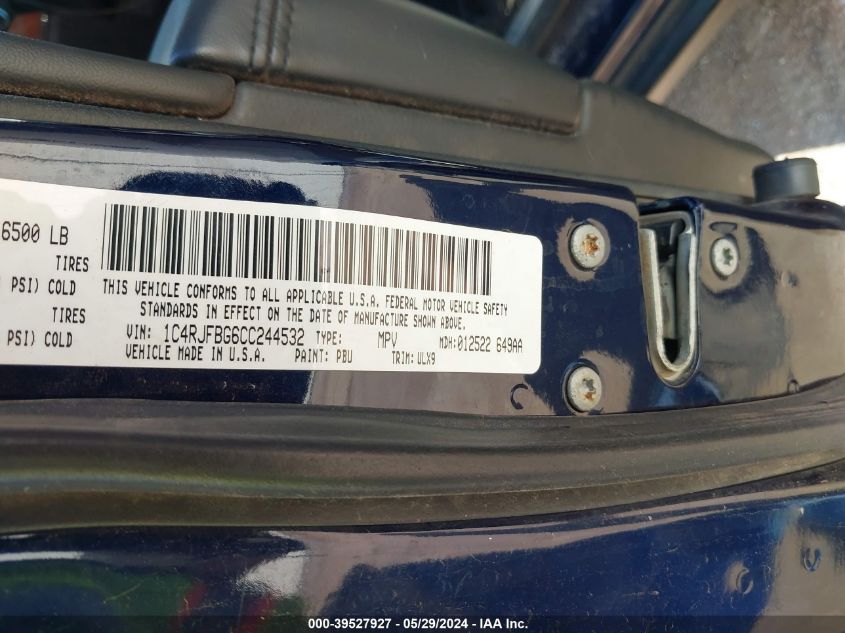 6500 LB
TIRES
PSI) COLD
TIRES
PSI) COLD
THIS VEHICLE CONFORMS TO ALL APPLICABLE U.S.A. FEDERAL MOTOR VEHICLE SAFETY
STANDARDS IN EFFECT ON THE DATE OF MANUFACTURE SHOWN ABOVE.
VIN: 1C4RJFBG6CC244532 TYPE: MPV MDH:012522 649AA
VEHICLE MADE IN U.S.A. PAINT: PBU TRIM: ULX9
000-39527927 - 05/29/2024 - IAA Inc.